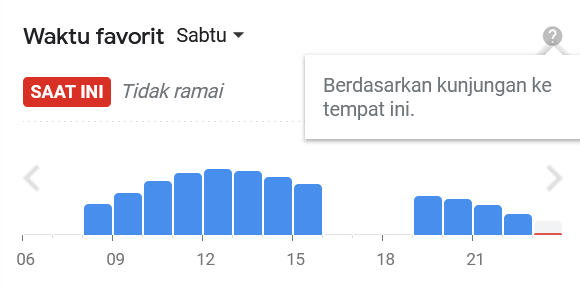 Waktu favorit Sabtu
SAAT INI Tidak ramai
Berdasarkan kunjungan ke
tempat ini.
06 09 12 15 18 21